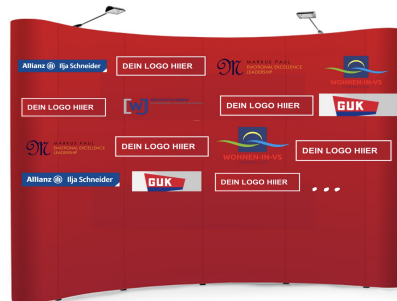 Allianz Ilja Schneider
DEIN LOGO HIIER
MARKUS PAUL
EMOTIONAL EXCELLENCE
LEADERSHIP
WOHNEN-IN-VS
DEIN LOGO HIIER
WJ
DEIN LOGO HIIER
GUK
MARKUS PAUL
EMOTIONAL EXCELLENCE
LEADERSHIP
DEIN LOGO HIIER
WOHNEN-IN-VS
DEIN LOGO HIIER
Allianz Ilja Schneider
GUK
DEIN LOGO HIIER
...